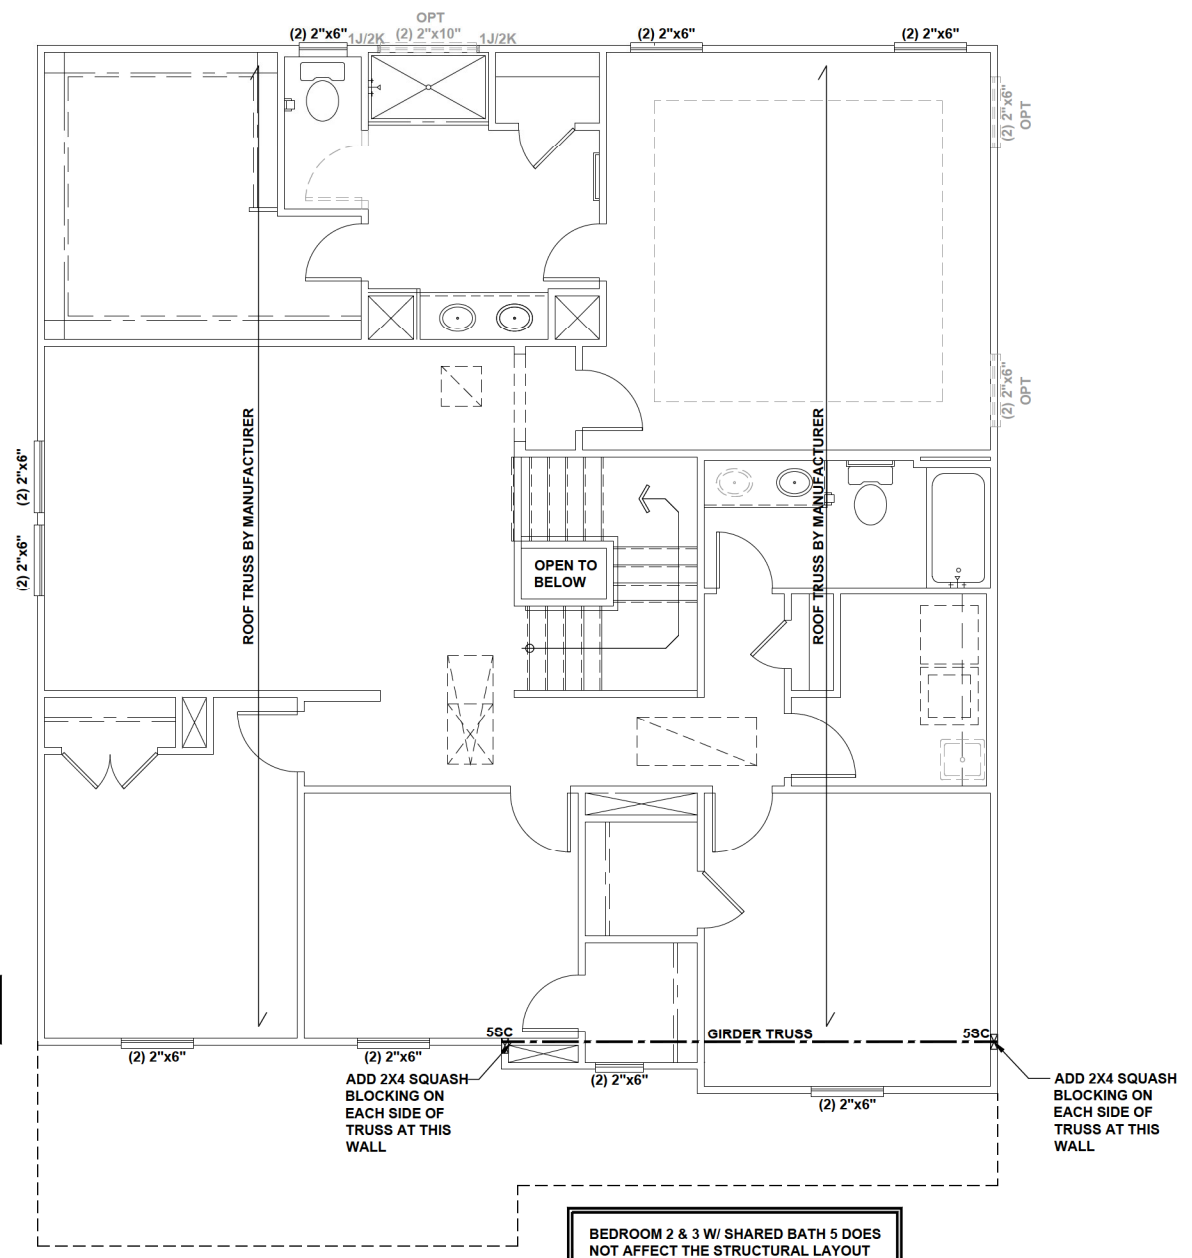 OPT
(2) 2"x6"
1J/2K
(2) 2"x10"
1J/2K
(2) 2"x6"
(2) 2"x6"
(2) 2"x6"
OPT
(2) 2"x6"
OPT
ROOF TRUSS BY MANUFACTURER
ROOF TRUSS BY MANUFACTURER
(2) 2"x6"
(2) 2"x6"
OPEN TO
BELOW
5SC
GIRDER TRUSS
5SC
(2) 2"x6"
(2) 2"x6"
(2) 2"x6"
(2) 2"x6"
ADD 2X4 SQUASH
BLOCKING ON
EACH SIDE OF
TRUSS AT THIS
WALL
ADD 2X4 SQUASH
BLOCKING ON
EACH SIDE OF
TRUSS AT THIS
WALL
BEDROOM 2 & 3 W/ SHARED BATH 5 DOES
NOT AFFECT THE STRUCTURAL LAYOUT